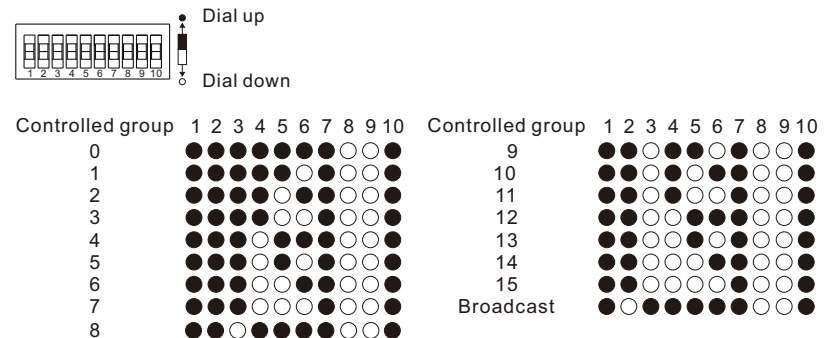 Dial up
1 2 3 4 5 6 7 8 9 10
Dial down
Controlled group 1 2 3 4 5 6 7 8 9 10
0
1
2
3
4
5
6
7
8
Controlled group 1 2 3 4 5 6 7 8 9 10
9
10
11
12
13
14
15
Broadcast